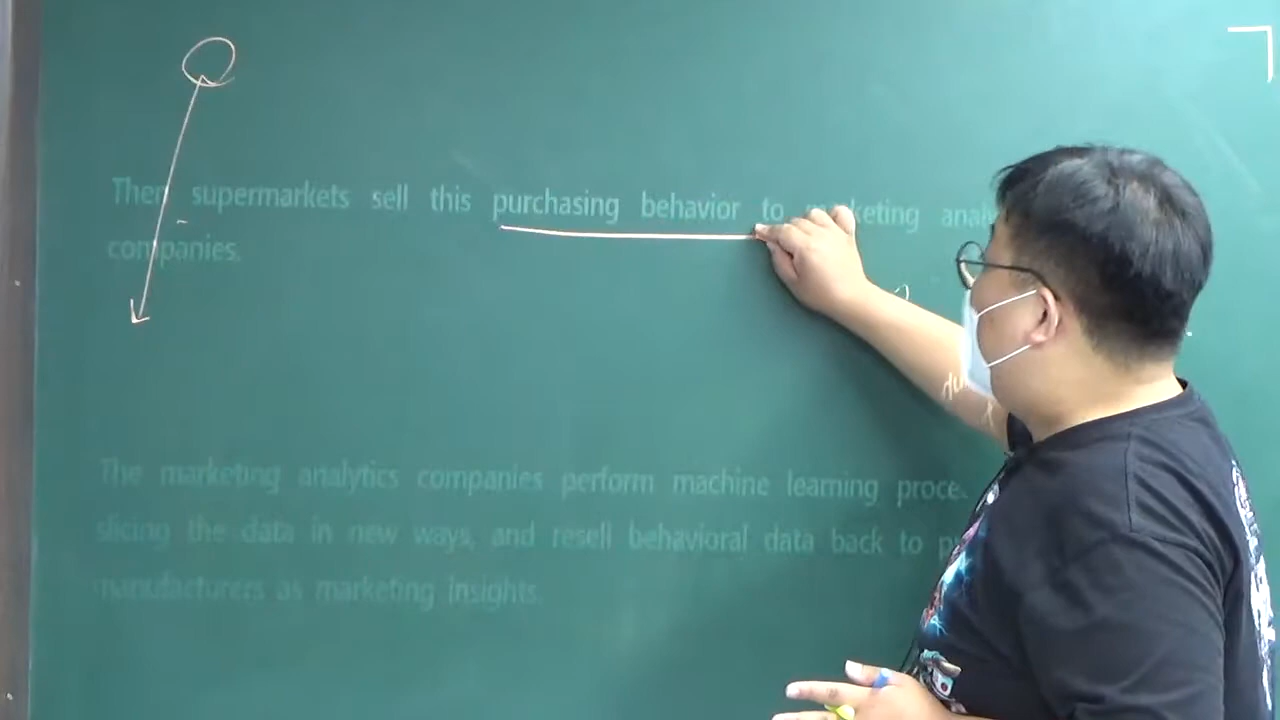 Then supermarkets sell this purchasing behavior to marketing
companies.
The marketing analytics companies perform machine learning
slicing the data in new ways, and resell behavioral data back to
manufacturers as marketing insights.